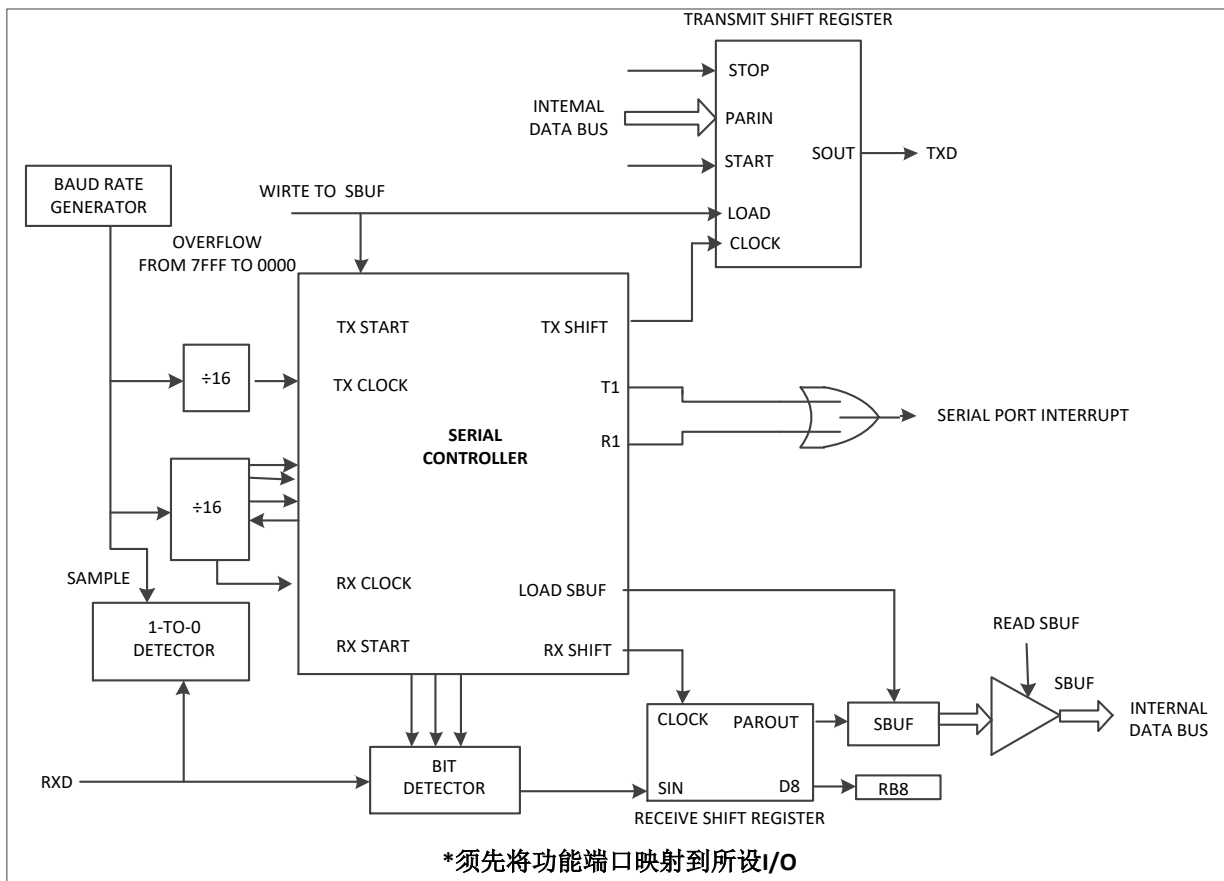 TRANSMIT SHIFT REGISTER
STOP
INTEMAL
DATA BUS
PARIN
START
SOUT
TXD
BAUD RATE
GENERATOR
WIRTE TO SBUF
LOAD
CLOCK
OVERFLOW
FROM 7FFF TO 0000
TX START
TX SHIFT
÷16
TX CLOCK
T1
SERIAL PORT INTERRUPT
R1
SERIAL
CONTROLLER
÷16
SAMPLE
RX CLOCK
LOAD SBUF
1-TO-0
DETECTOR
RX START
RX SHIFT
READ SBUF
SBUF
CLOCK
PAROUT
SBUF
INTERNAL
DATA BUS
RXD
BIT
DETECTOR
SIN
D8
RB8
RECEIVE SHIFT REGISTER
*须先将功能端口映射到所设I/O